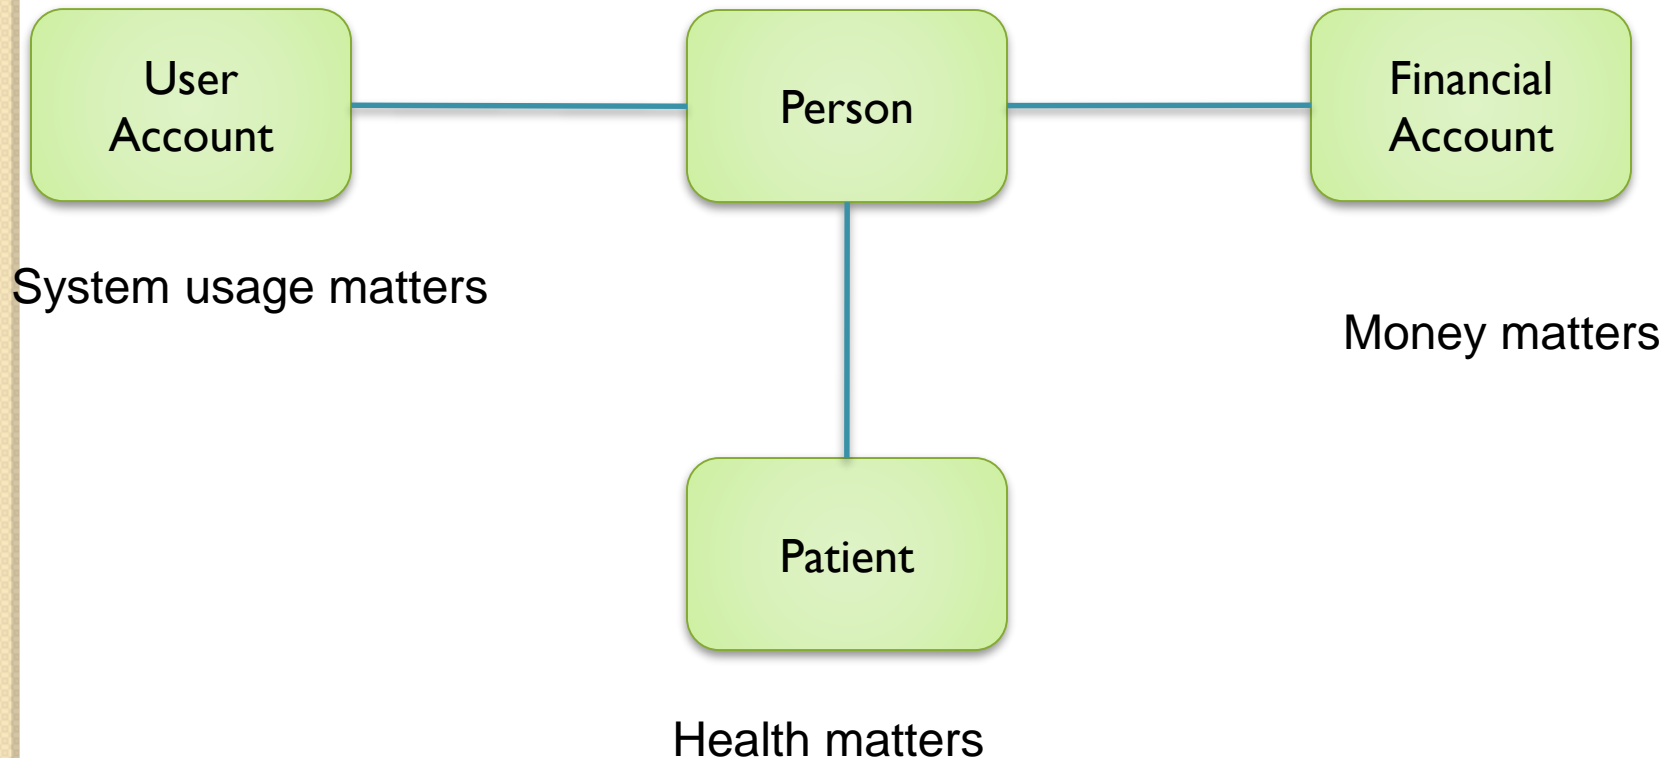 User
Account
Person
Financial
Account
System usage matters
Money matters
Patient
Health matters